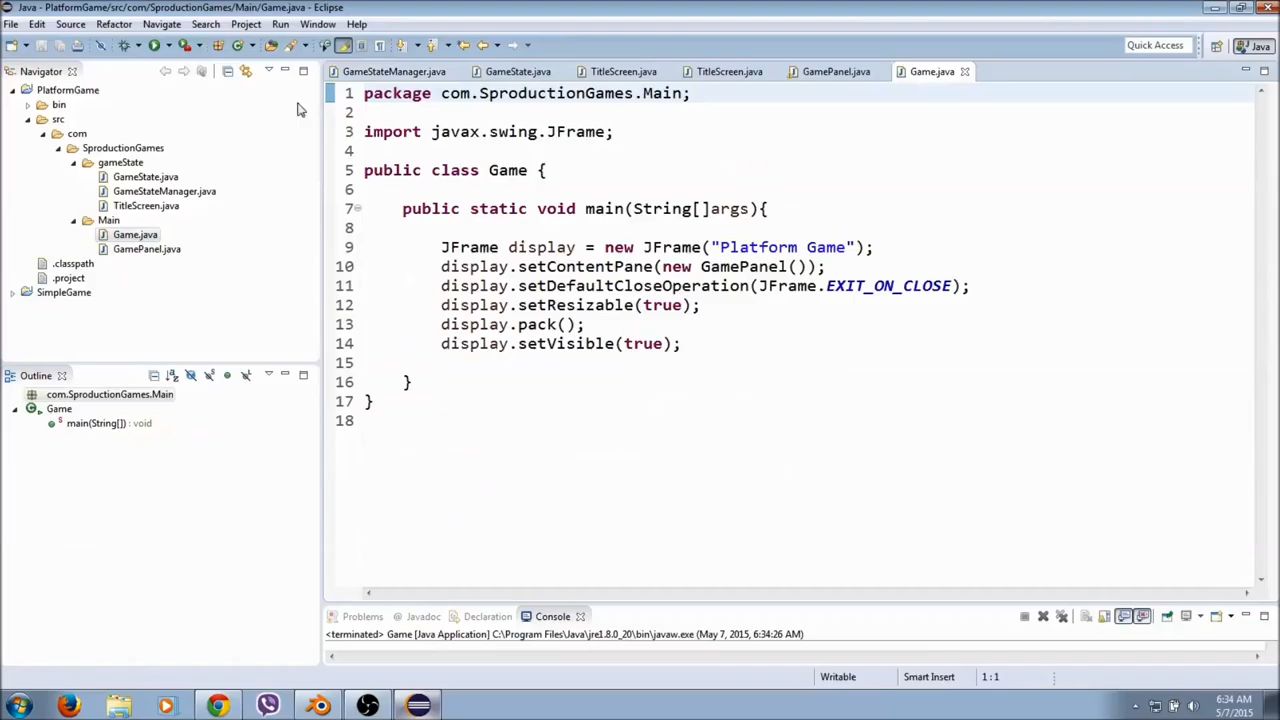 Java - PlatformGame/src/com/SproductionGames/Main/Game.java - Eclipse
File Edit Source Refactor Navigate Search Project Run Window Help
Quick Access
Java
Navigator
PlatformGame
bin
src
com
SproductionGames
gameState
GameState.java
GameStateManager.java
TitleScreen.java
Main
Game.java
GamePanel.java
.classpath
.project
SimpleGame
Outline
com.SproductionGames.Main
Game
S main(String[]) : void
GameStateManager.java GameState.java TitleScreen.java TitleScreen.java GamePanel.java Game.java
1 package com.SproductionGames.Main;
2
3 import javax.swing.JFrame;
4
5 public class Game {
6
7 public static void main(String[]args){
8
9 JFrame display = new JFrame("Platform Game");
10 display.setContentPane(new GamePanel());
11 display.setDefaultCloseOperation(JFrame.EXIT_ON_CLOSE);
12 display.setResizable(true);
13 display.pack();
14 display.setVisible(true);
15
16 }
17 }
18
Problems @ Javadoc Declaration Console
<terminated> Game [Java Application] C:\Program Files\Java\jre1.8.0_20\bin\javaw.exe (May 7, 2015, 6:34:26 AM)
Writable Smart Insert 1 : 1
6:34 AM
5/7/2015